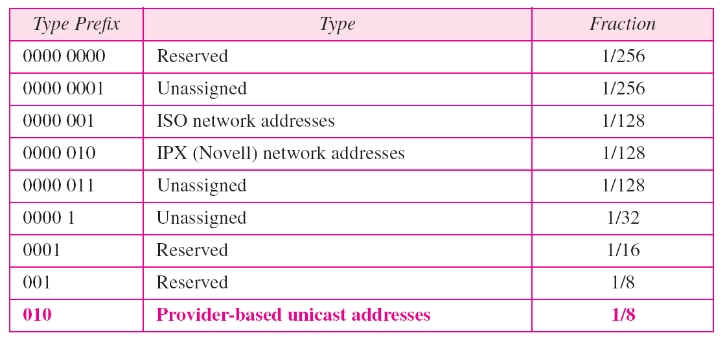 Type Prefix Type Fraction
0000 0000 Reserved 1/256
0000 0001 Unassigned 1/256
0000 001 ISO network addresses 1/128
0000 010 IPX (Novell) network addresses 1/128
0000 011 Unassigned 1/128
0000 1 Unassigned 1/32
0001 Reserved 1/16
001 Reserved 1/8
010 Provider-based unicast addresses 1/8